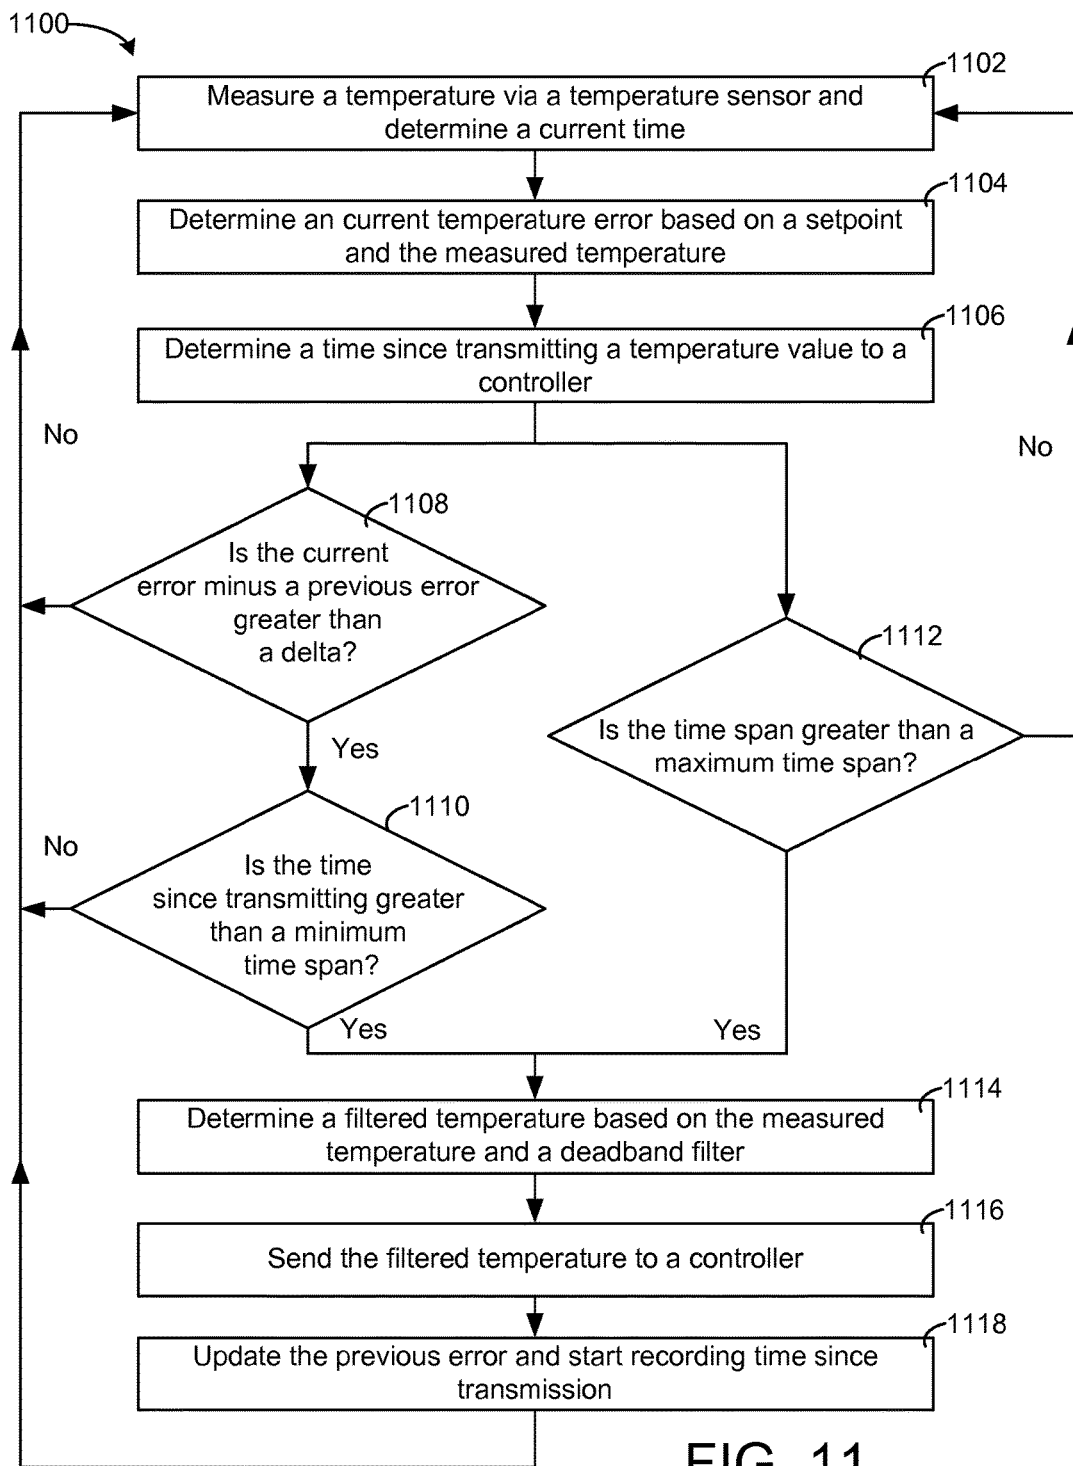 1100
1102
Measure a temperature via a temperature sensor and
determine a current time
1104
Determine an current temperature error based on a setpoint
and the measured temperature
1106
Determine a time since transmitting a temperature value to a
controller
No
No
1108
Is the current
error minus a previous error
greater than
a delta?
1112
Is the time span greater than a
maximum time span?
Yes
1110
No
Is the time
since transmitting greater
than a minimum
time span?
Yes
Yes
1114
Determine a filtered temperature based on the measured
temperature and a deadband filter
1116
Send the filtered temperature to a controller
1118
Update the previous error and start recording time since
transmission
FIG. 11